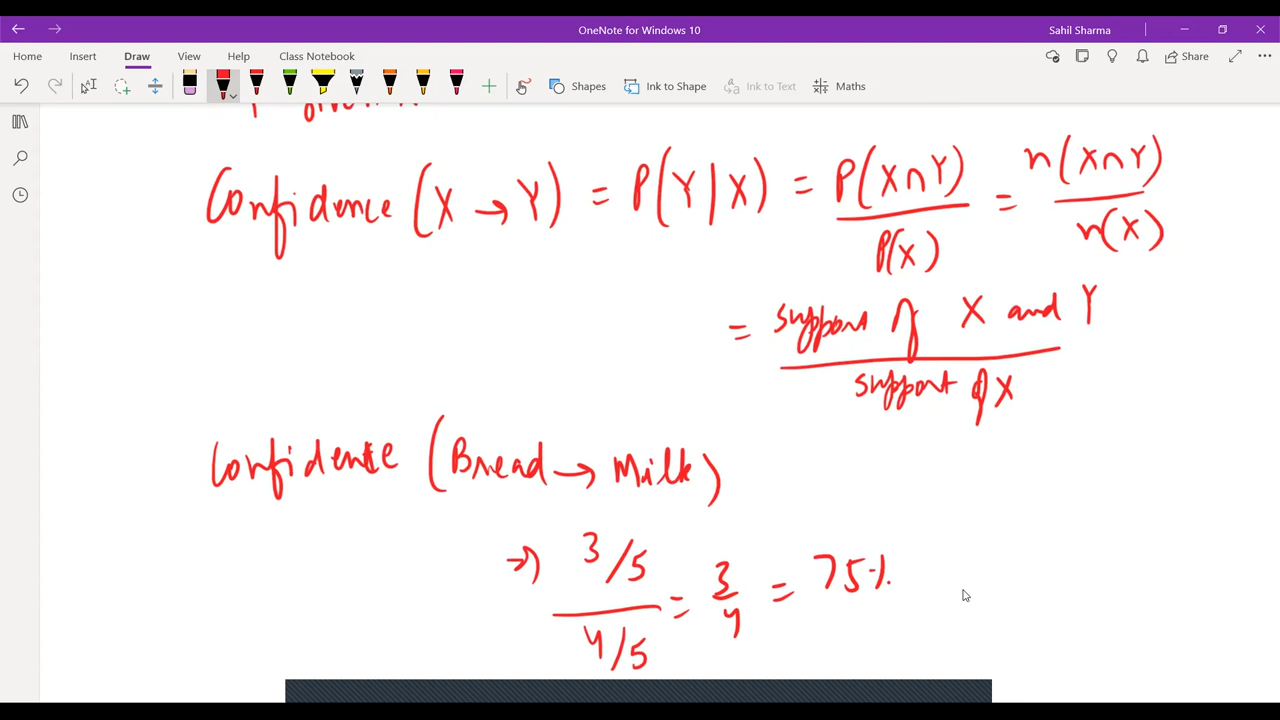 OneNote for Windows 10
Sahil Sharma
Home Insert Draw View Help Class Notebook
Share
Shapes Ink to Shape Ink to Text Maths
Confidence (X → Y) = P(Y|X) = P(X∩Y) / P(X) = n(X∩Y) / n(X)
= support of X and Y / support of X
Confidence (Bread → Milk)
⇒ 3/5 / 4/5 = 3/4 = 75%